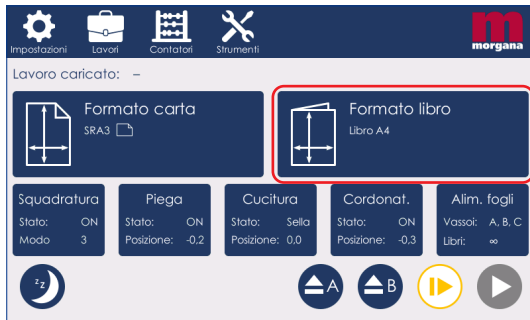 Impostazioni Lavori Contatori Strumenti
morgana
Lavoro caricato: –
Formato carta
SRA3
Formato libro
Libro A4
Squadratura
Stato: ON
Modo 3
Piega
Stato: ON
Posizione: -0,2
Cucitura
Stato: Sella
Posizione: 0,0
Cordonat.
Stato: ON
Posizione: -0,3
Alim. fogli
Vassoi: A, B, C
Libri: ∞
z z
A
B